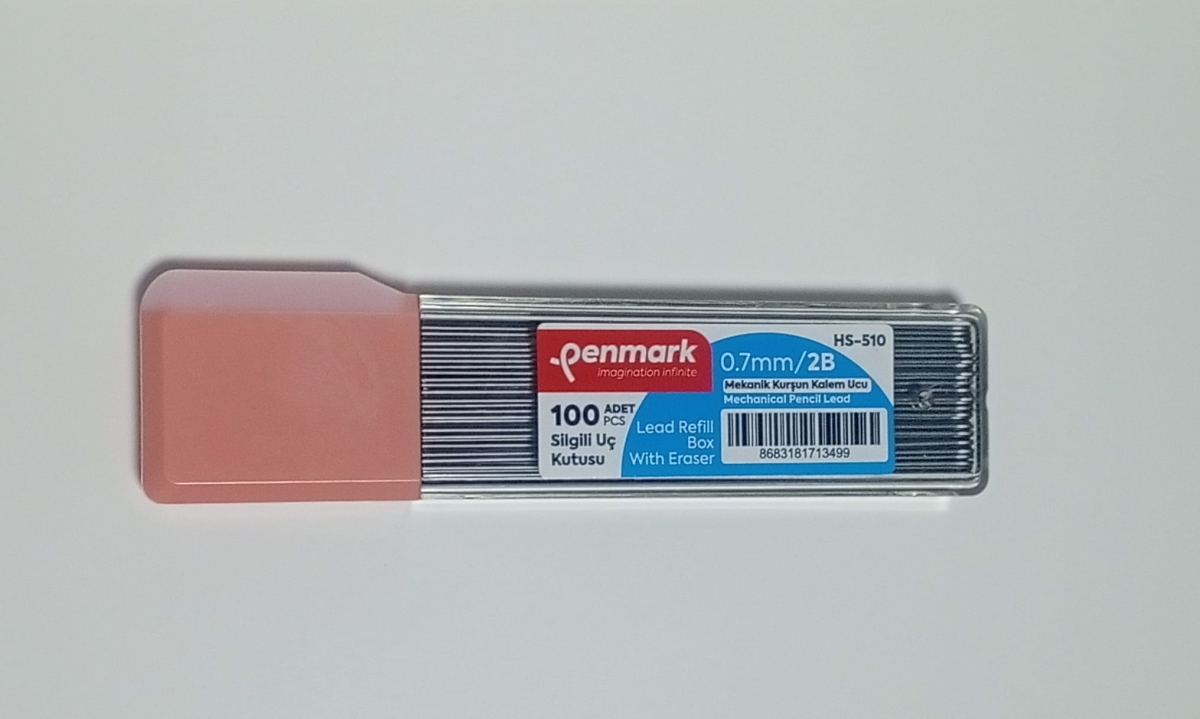 penmark
imagination infinite
HS-510
0.7mm/2B
Mekanik Kurşun Kalem Ucu
Mechanical Pencil Lead
100 ADET
PCS
Silgili Uç
Kutusu
Lead Refill
Box
With Eraser
8683181713499